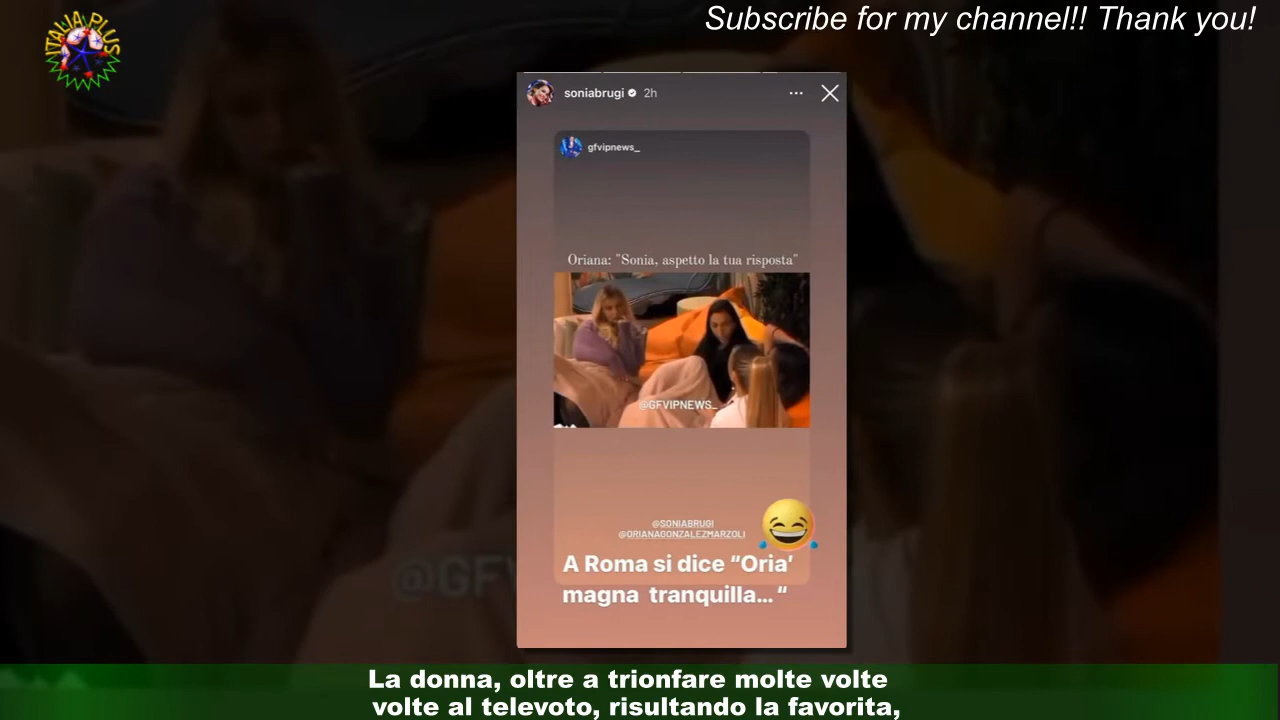 Subscribe for my channel!! Thank you!
ITALIA PLUS
soniabrugi 2h
gfvipnews_
Oriana: "Sonia, aspetto la tua risposta"
@GFVIPNEWS_
@SONIABRUGI
@ORIANAGONZALEZMARZOLI
A Roma si dice “Oria’
magna tranquilla... “
@GF
La donna, oltre a trionfare molte volte
volte al televoto, risultando la favorita,